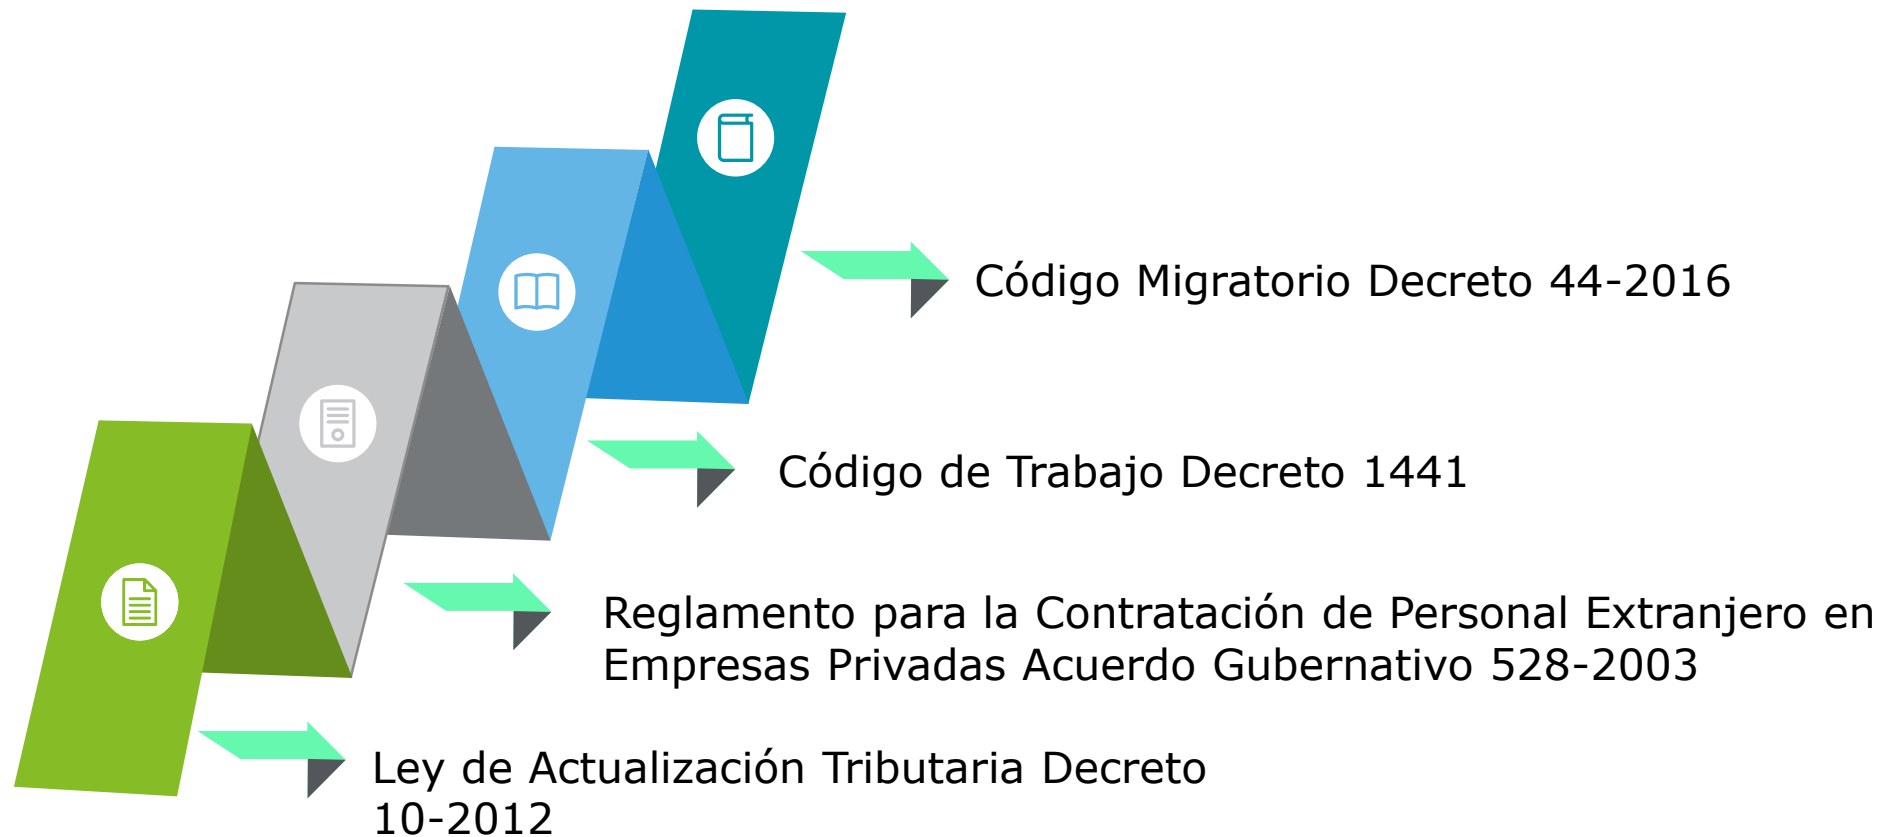 Código Migratorio Decreto 44-2016
Código de Trabajo Decreto 1441
Reglamento para la Contratación de Personal Extranjero en
Empresas Privadas Acuerdo Gubernativo 528-2003
Ley de Actualización Tributaria Decreto
10-2012